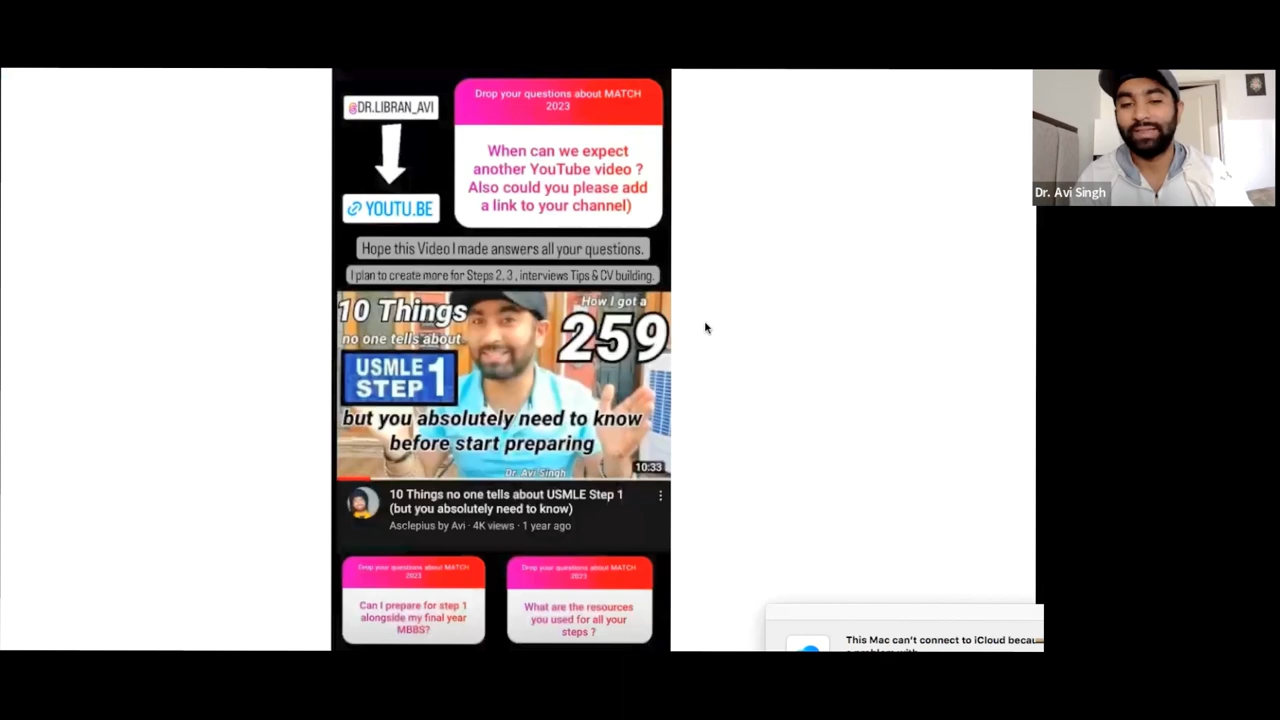 @DR.LIBRAN_AVI
YOUTU.BE
Drop your questions about MATCH
2023
When can we expect
another YouTube video ?
Also could you please add
a link to your channel)
Hope this Video I made answers all your questions.
I plan to create more for Steps 2, 3 , interviews Tips & CV building.
10 Things
no one tells about
USMLE
STEP 1
How I got a
259
but you absolutely need to know
before start preparing
Dr. Avi Singh
10:33
10 Things no one tells about USMLE Step 1
(but you absolutely need to know)
Asclepius by Avi · 4K views · 1 year ago
Drop your questions about MATCH
2023
Can I prepare for step 1
alongside my final year
MBBS?
Drop your questions about MATCH
2023
What are the resources
you used for all your
steps ?
Dr. Avi Singh
This Mac can't connect to iCloud